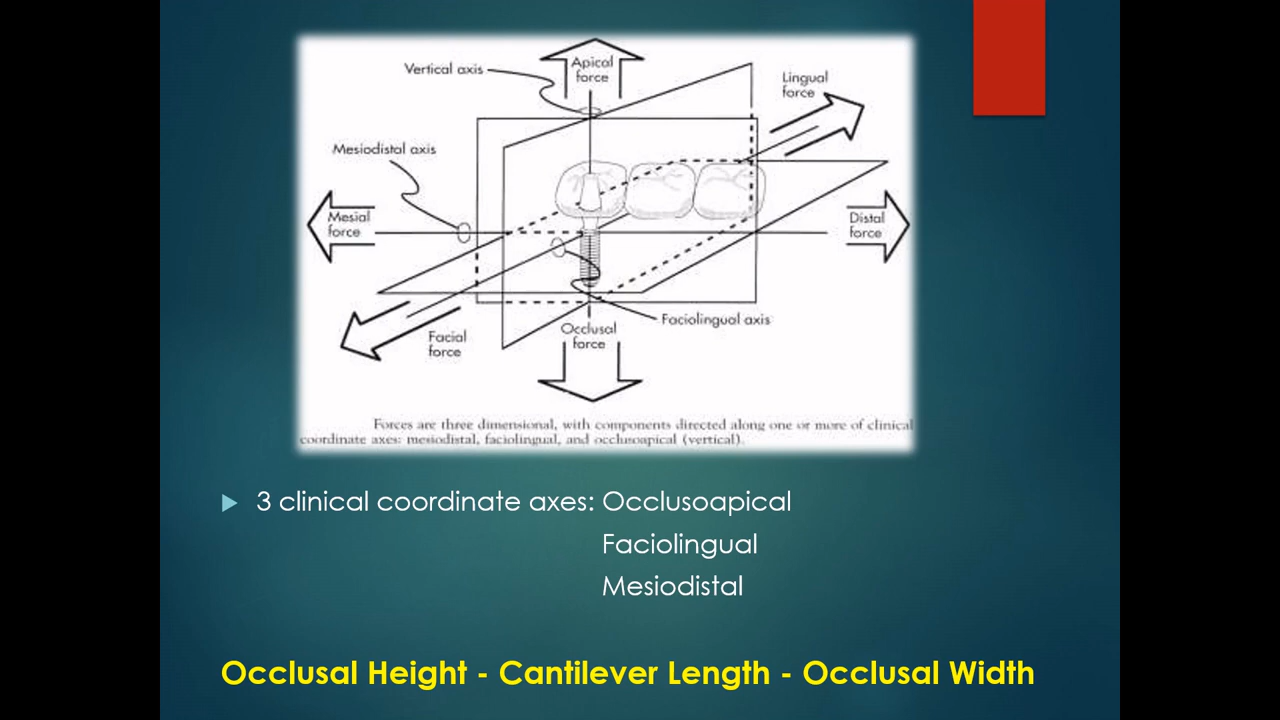 Vertical axis
Apical
force
Lingual
force
Mesiodistal axis
Mesial
force
Distal
force
Facial
force
Occlusal
force
Faciolingual axis
Forces are three dimensional, with components directed along one or more of clinical
coordinate axes: mesiodistal, faciolingual, and occlusoapical (vertical).
3 clinical coordinate axes: Occlusoapical
Faciolingual
Mesiodistal
Occlusal Height - Cantilever Length - Occlusal Width